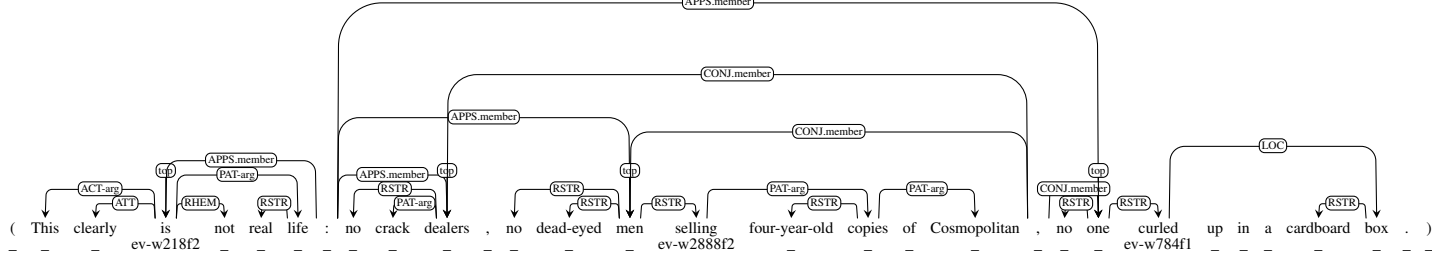 APPS.member
CONJ.member
APPS.member
CONJ.member
LOC
APPS.member
top APPS.member top top top
ACT-arg PAT-arg RSTR RSTR PAT-arg PAT-arg CONJ.member
ATT RHEM RSTR PAT-arg RSTR RSTR RSTR RSTR RSTR RSTR
( This clearly is not real life : no crack dealers , no dead-eyed men selling four-year-old copies of Cosmopolitan , no one curled up in a cardboard box . )
_ _ _ ev-w218f2 _ _ _ _ _ _ _ _ _ _ _ ev-w2888f2 _ _ _ _ _ _ _ ev-w784f1 _ _ _ _ _ _ _